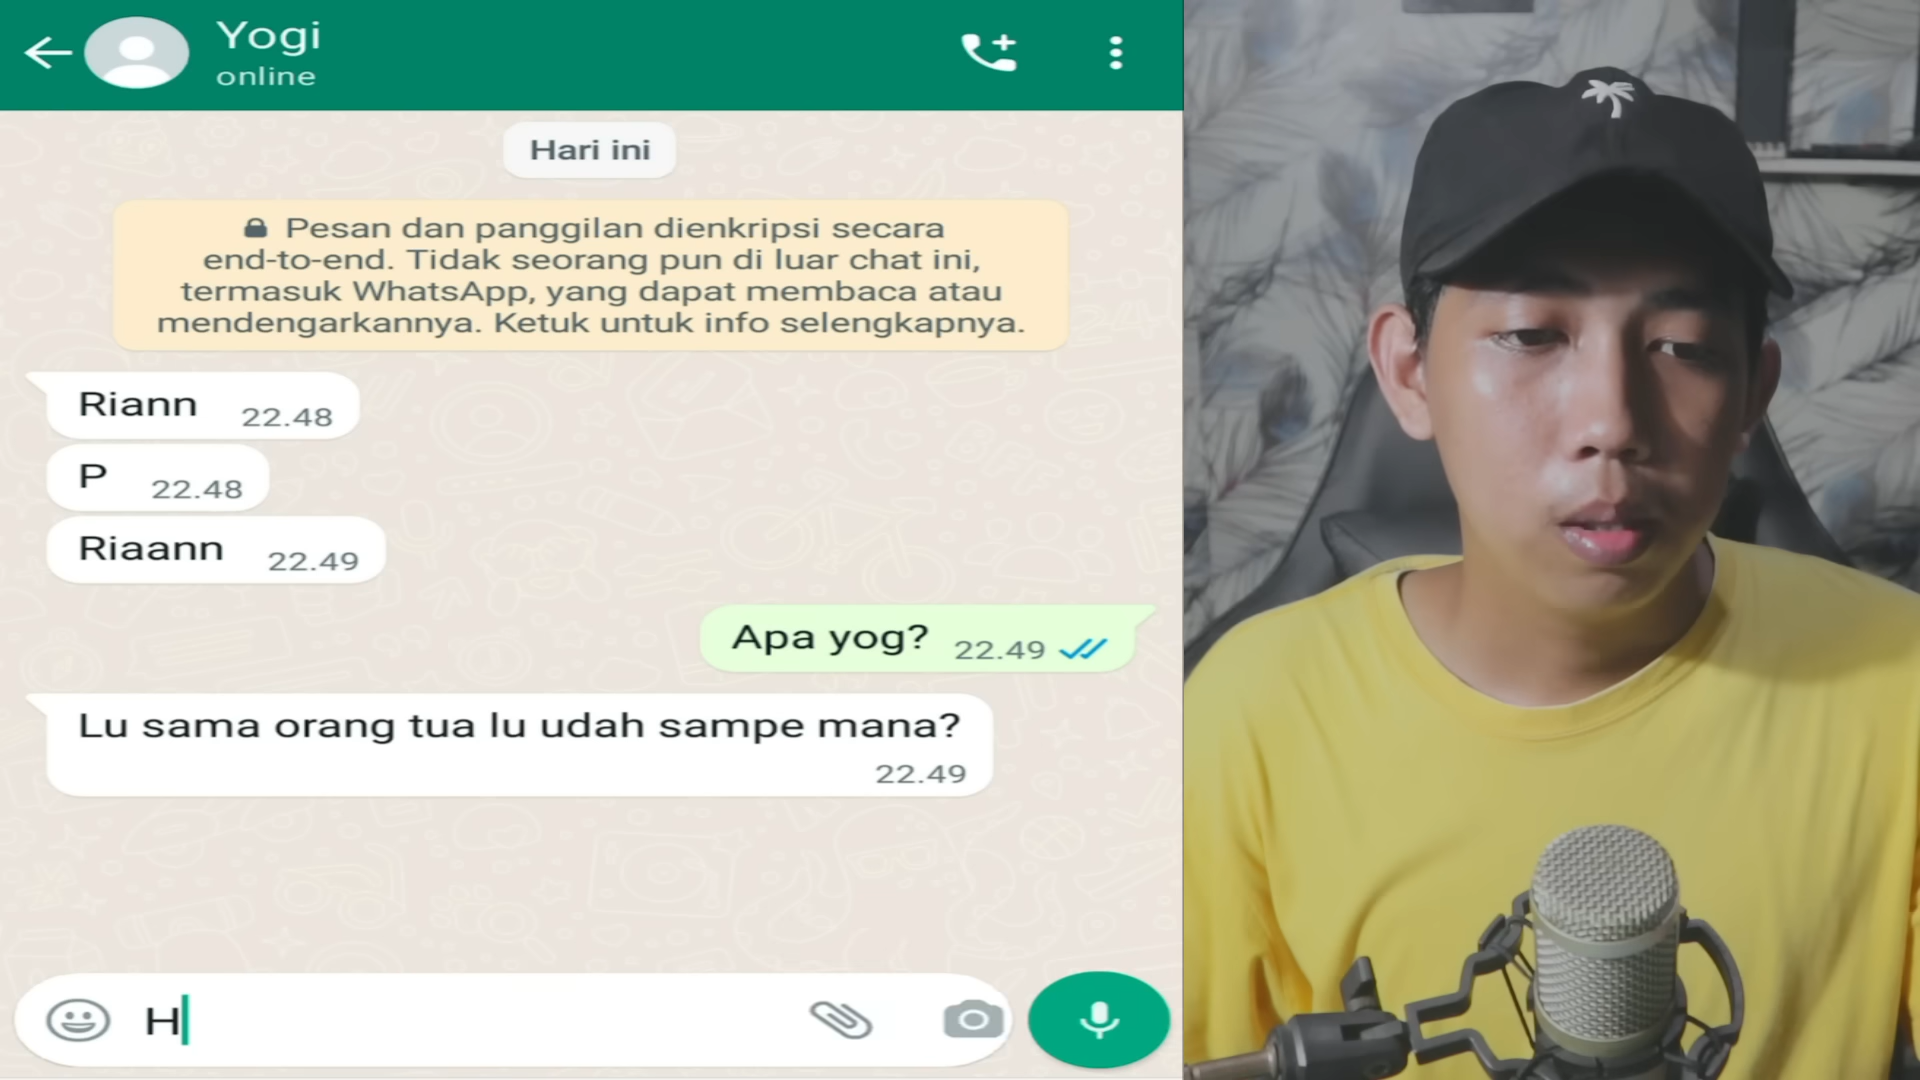 Yogi
online
Hari ini
Pesan dan panggilan dienkripsi secara
end-to-end. Tidak seorang pun di luar chat ini,
termasuk WhatsApp, yang dapat membaca atau
mendengarkannya. Ketuk untuk info selengkapnya.
Riann 22.48
P 22.48
Riaann 22.49
Apa yog? 22.49
Lu sama orang tua lu udah sampe mana?
22.49
H